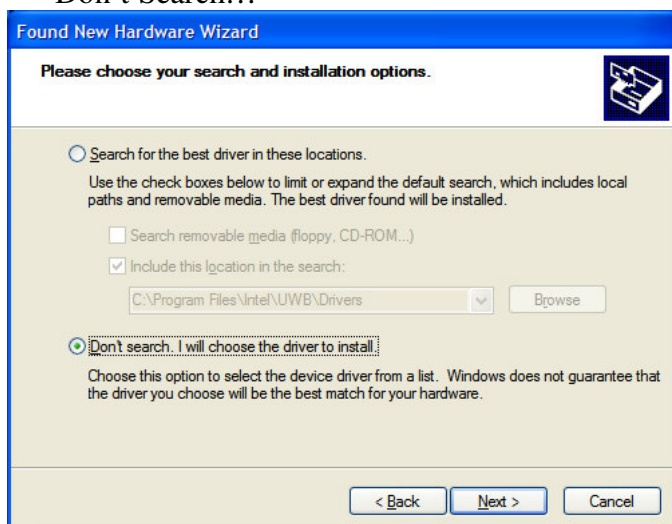 Don't Search…
Found New Hardware Wizard
Please choose your search and installation options.
Search for the best driver in these locations.
Use the check boxes below to limit or expand the default search, which includes local
paths and removable media. The best driver found will be installed.
Search removable media (floppy, CD-ROM...)
Include this location in the search:
C:\Program Files\Intel\UWB\Drivers
Browse
Don't search. I will choose the driver to install.
Choose this option to select the device driver from a list. Windows does not guarantee that
the driver you choose will be the best match for your hardware.
< Back Next > Cancel